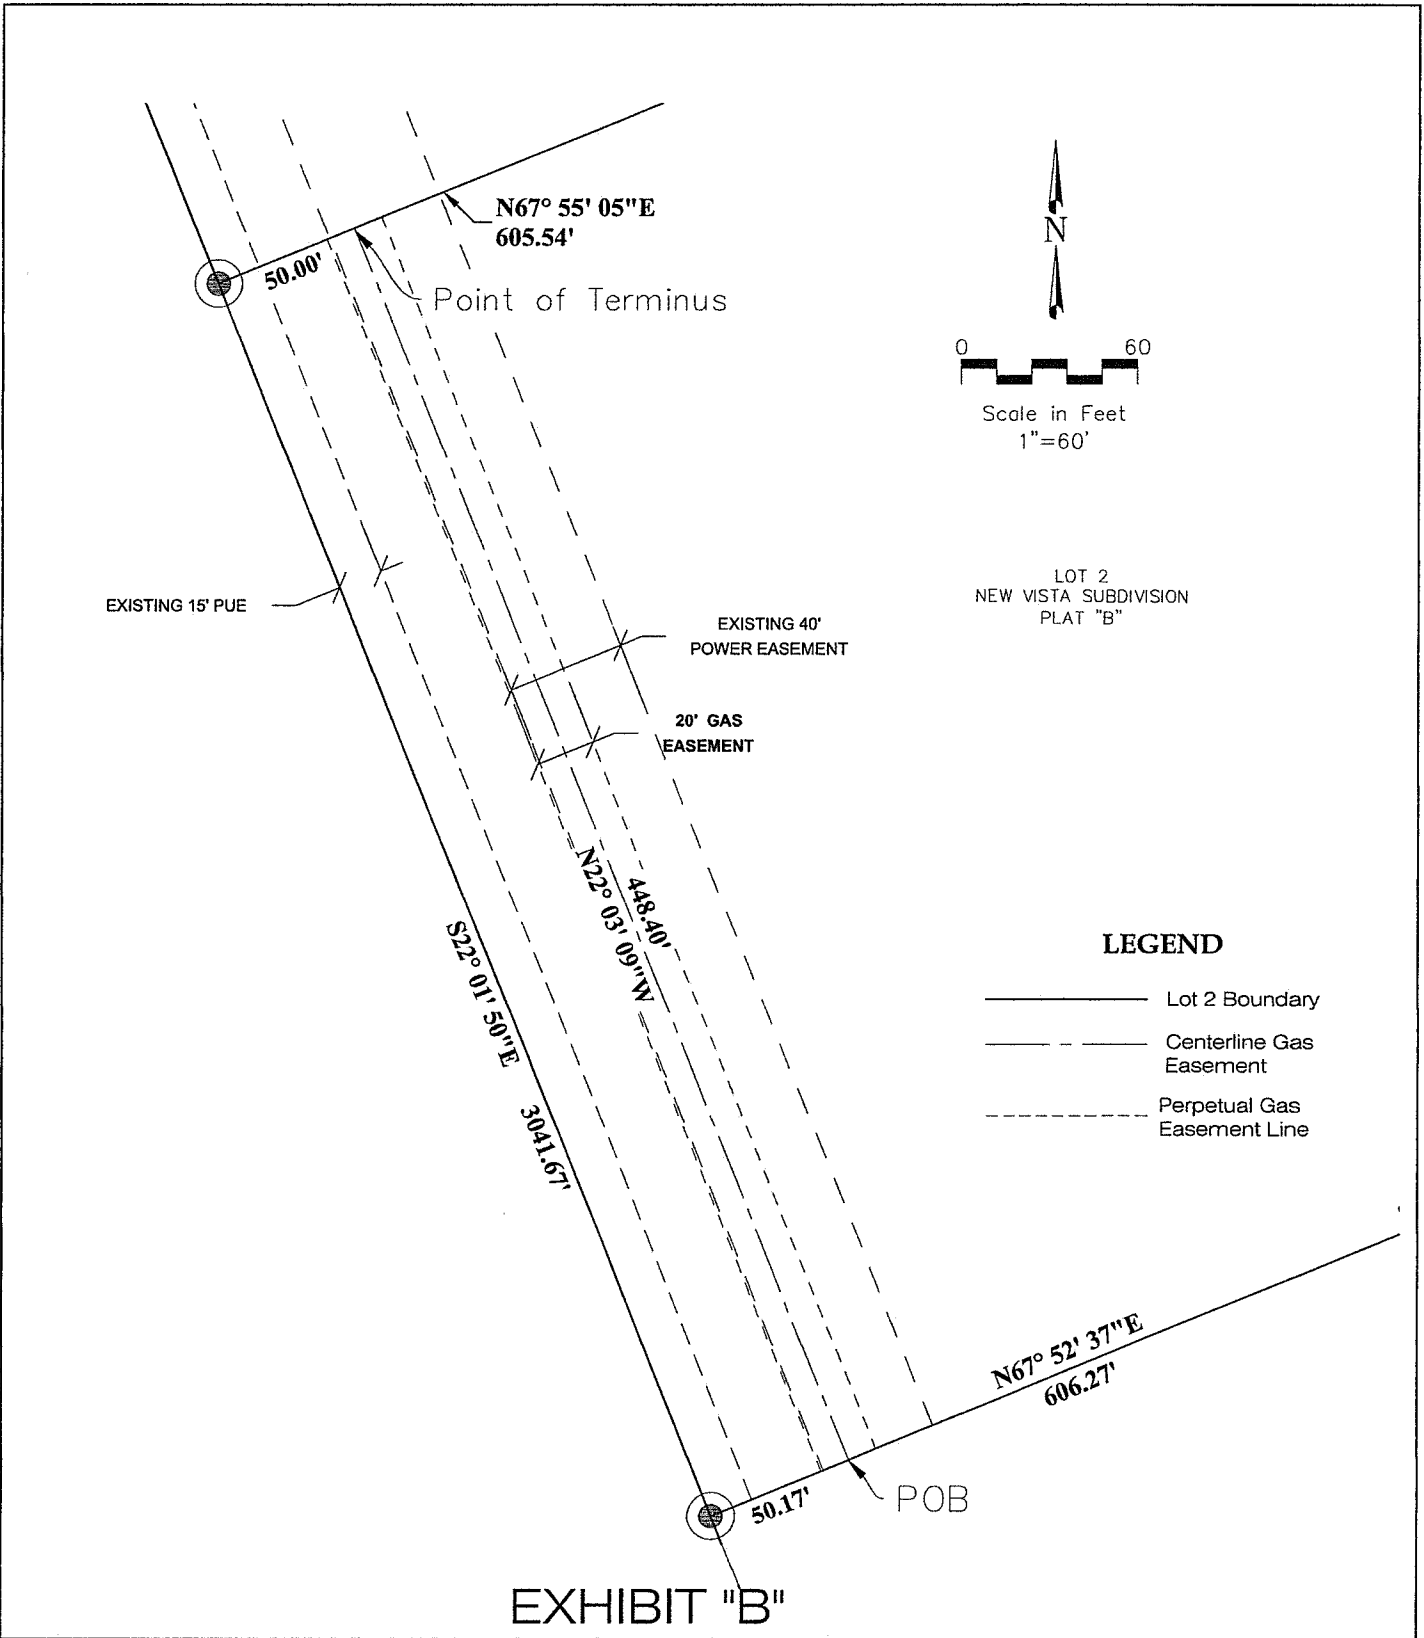 N67° 55' 05"E
605.54'
50.00'
Point of Terminus
N
0 60
Scale in Feet
1"=60'
LOT 2
NEW VISTA SUBDIVISION
PLAT "B"
EXISTING 15' PUE
EXISTING 40'
POWER EASEMENT
20' GAS
EASEMENT
N22° 03' 09"W
448.40'
S22° 01' 50"E
3041.67'
LEGEND
Lot 2 Boundary
Centerline Gas
Easement
Perpetual Gas
Easement Line
N67° 52' 37"E
606.27'
50.17'
POB
EXHIBIT "B"